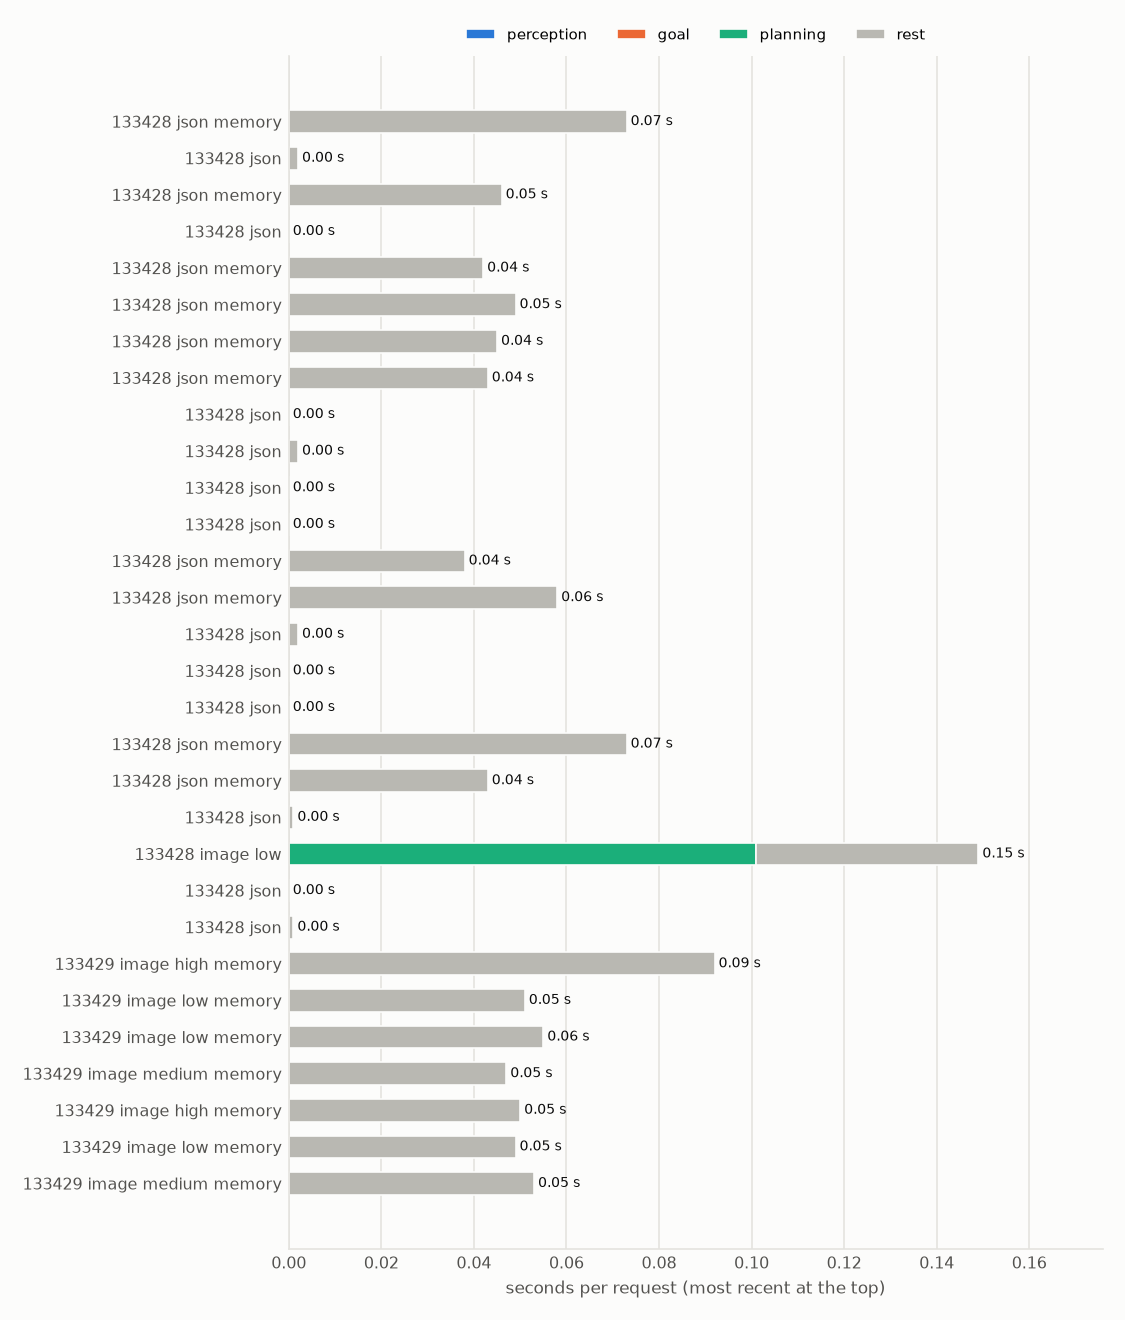 perception goal planning rest
133428 json memory 0.07 s
133428 json 0.00 s
133428 json memory 0.05 s
133428 json 0.00 s
133428 json memory 0.04 s
133428 json memory 0.05 s
133428 json memory 0.04 s
133428 json memory 0.04 s
133428 json 0.00 s
133428 json 0.00 s
133428 json 0.00 s
133428 json 0.00 s
133428 json memory 0.04 s
133428 json memory 0.06 s
133428 json 0.00 s
133428 json 0.00 s
133428 json 0.00 s
133428 json memory 0.07 s
133428 json memory 0.04 s
133428 json 0.00 s
133428 image low 0.15 s
133428 json 0.00 s
133428 json 0.00 s
133429 image high memory 0.09 s
133429 image low memory 0.05 s
133429 image low memory 0.06 s
133429 image medium memory 0.05 s
133429 image high memory 0.05 s
133429 image low memory 0.05 s
133429 image medium memory 0.05 s
0.00 0.02 0.04 0.06 0.08 0.10 0.12 0.14 0.16
seconds per request (most recent at the top)